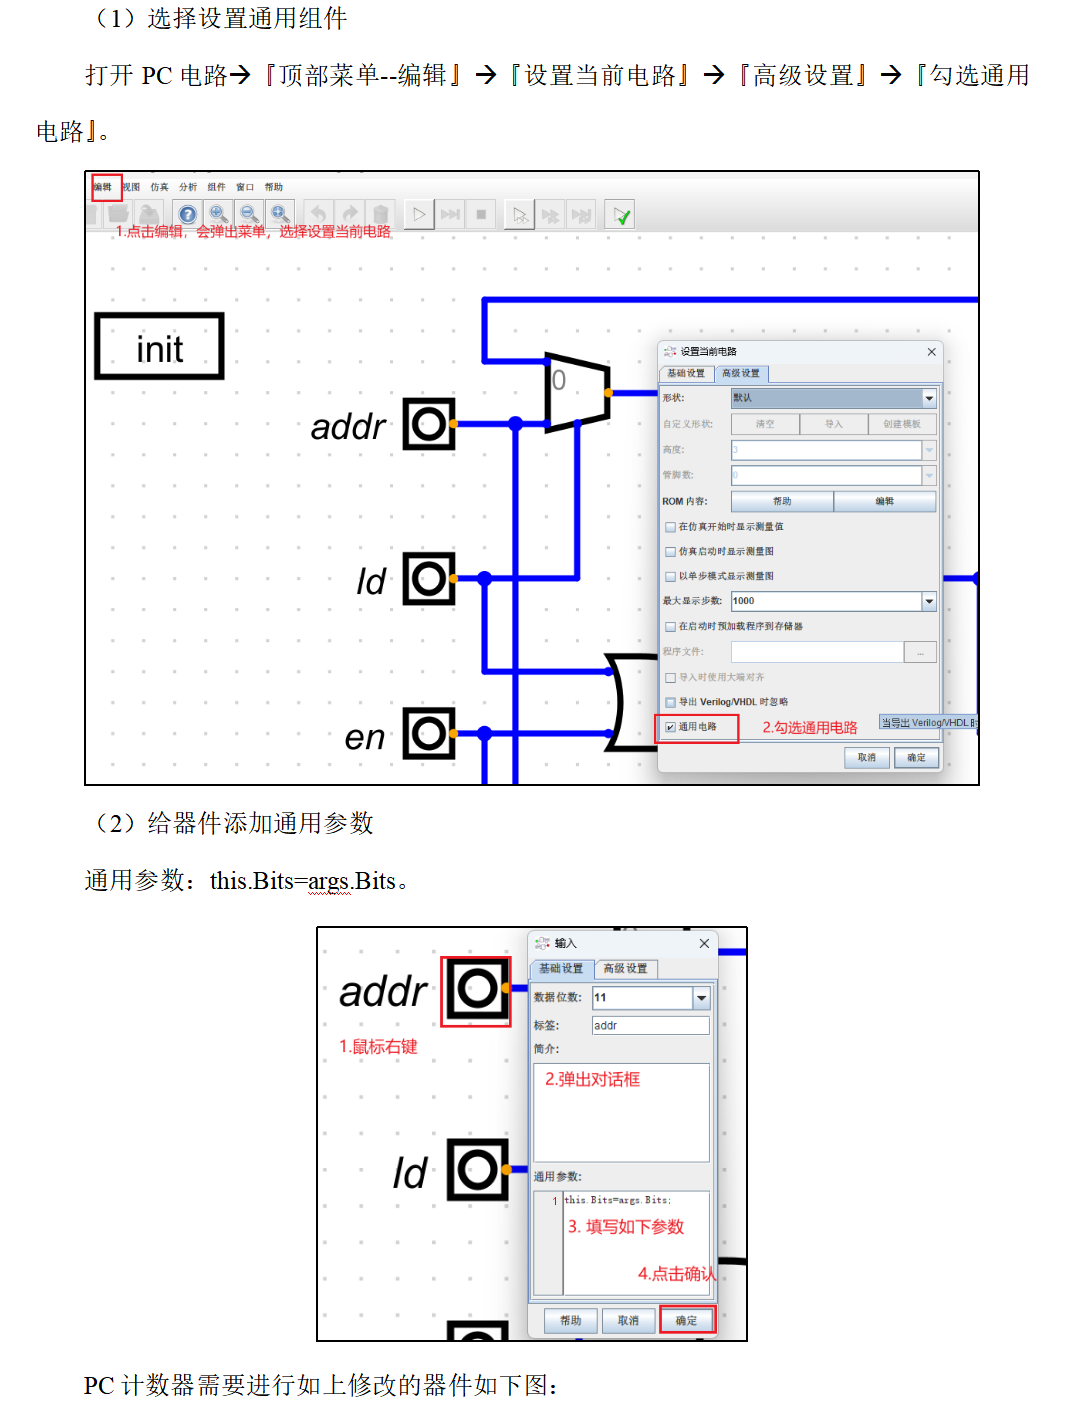 （1）选择设置通用组件
打开 PC 电路→『顶部菜单--编辑』→『设置当前电路』→『高级设置』→『勾选通用
电路』。
编辑 视图 仿真 分析 组件 窗口 帮助
1.点击编辑，会弹出菜单，选择设置当前电路
init
addr
ld
en
0
设置当前电路
基础设置 高级设置
形状: 默认
自定义形状: 清空 导入 创建模板
高度: 3
管脚数: 0
ROM 内容: 帮助 编辑
在仿真开始时显示测量值
仿真启动时显示测量图
以单步模式显示测量图
最大显示步数: 1000
在启动时预加载程序到存储器
程序文件: ...
导入时使用大端对齐
导出 Verilog/VHDL 时忽略
通用电路 2.勾选通用电路 当导出 Verilog/VHDL 时
取消 确定
（2）给器件添加通用参数
通用参数：this.Bits=args.Bits。
addr
1.鼠标右键
ld
输入
基础设置 高级设置
数据位数: 11
标签: addr
简介:
2.弹出对话框
通用参数:
1 this.Bits=args.Bits;
3. 填写如下参数
4.点击确认
帮助 取消 确定
PC 计数器需要进行如上修改的器件如下图：